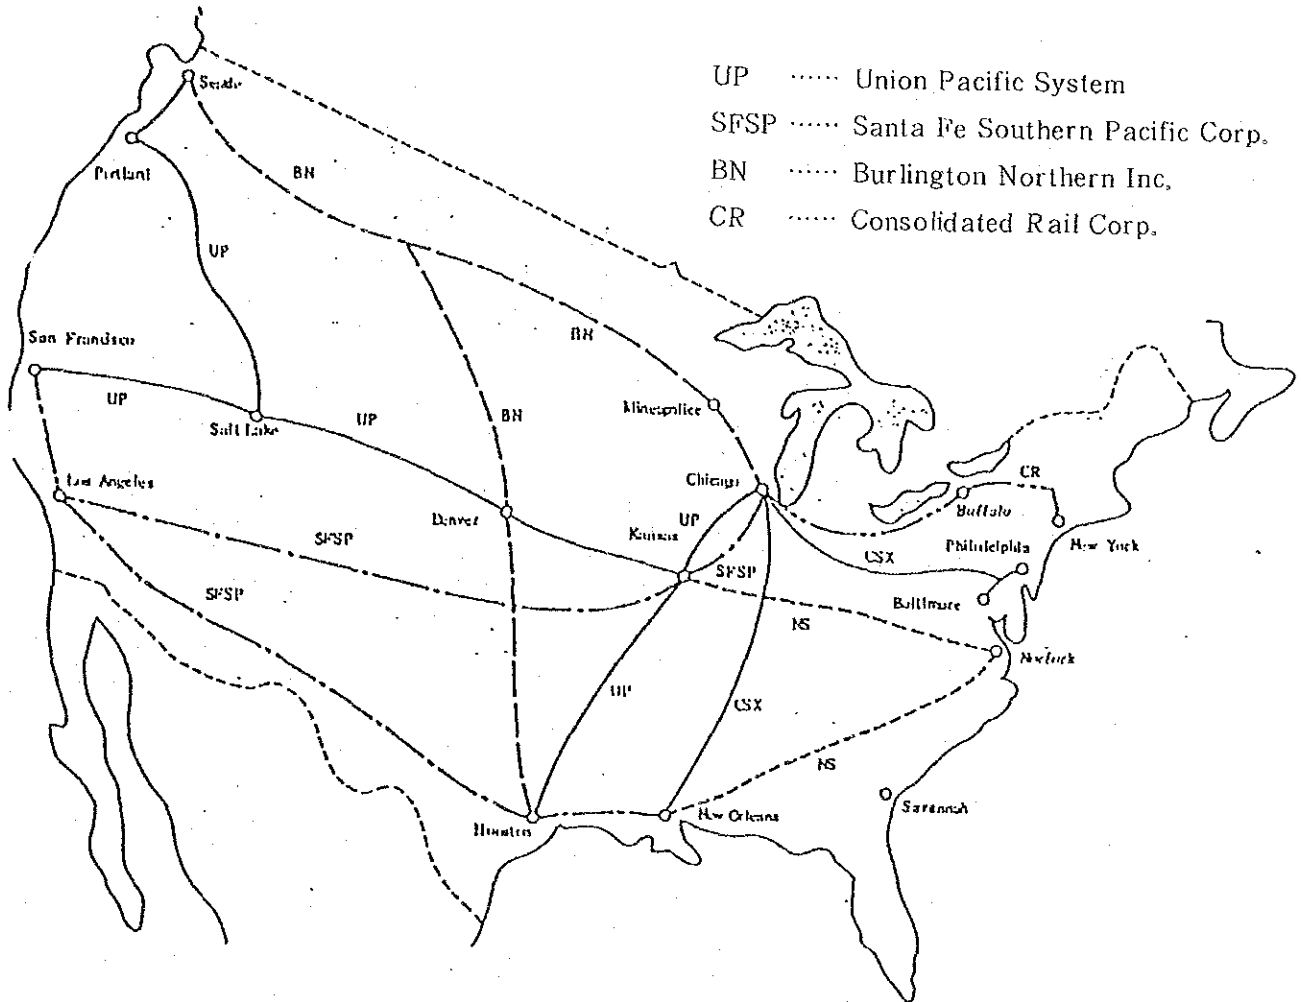 UP ...... Union Pacific System
SFSP ...... Santa Fe Southern Pacific Corp.
BN ...... Burlington Northern Inc.
CR ...... Consolidated Rail Corp.
BN
UP
San Francisco
UP
Salt Lake
UP
BN
BN
Los Angeles
Denver
Chicago
UP
SFSP
SFSP
SFSP
CR
Buffalo
New York
CSX
Philadelphia
Baltimore
NS
UP
CSX
NS
Houston
New Orleans
Savannah